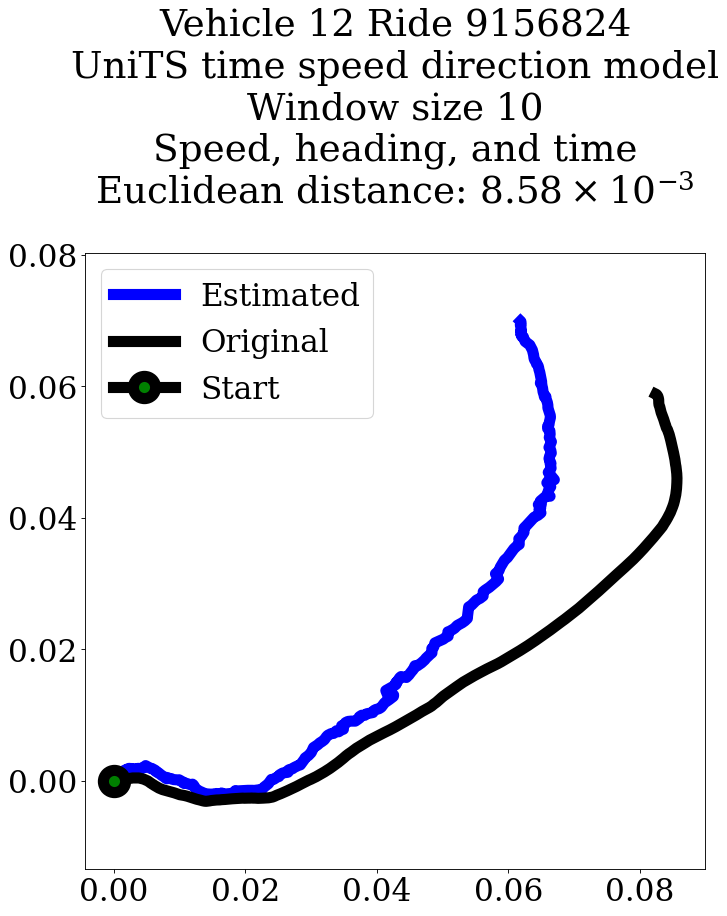 Vehicle 12 Ride 9156824
UniTS time speed direction model
Window size 10
Speed, heading, and time
Euclidean distance: 8.58 × 10⁻³
0.08
0.06
0.04
0.02
0.00
Estimated
Original
Start
0.00 0.02 0.04 0.06 0.08